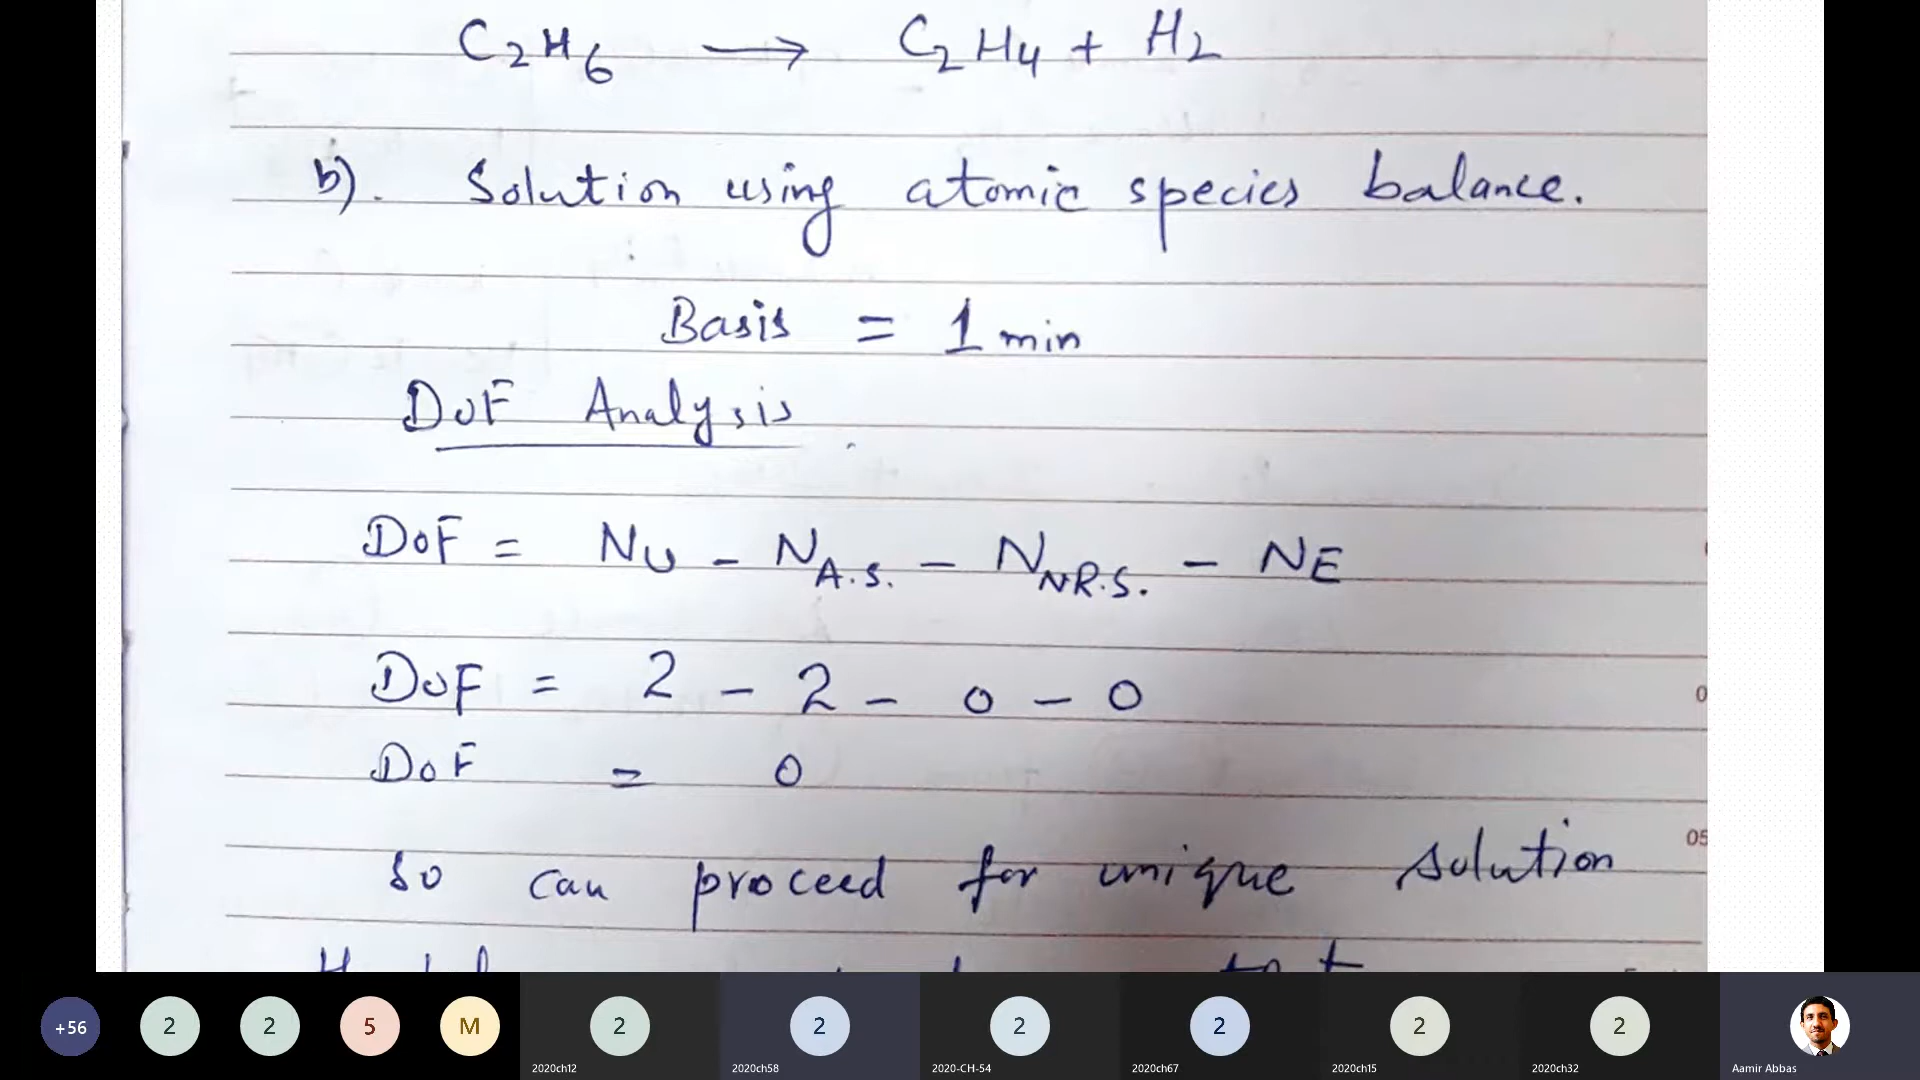 C₂H₆ → C₂H₄ + H₂
b). Solution using atomic species balance.
Basis = 1 min
DoF Analysis
DoF = NU - NA.S. - NNR.S. - NE
DoF = 2 - 2 - 0 - 0
DoF = 0
05
So can proceed for unique solution
+56
2
2
5
M
2
2
2
2
2
2
2020ch12
2020ch58
2020-CH-54
2020ch67
2020ch15
2020ch32
Aamir Abbas